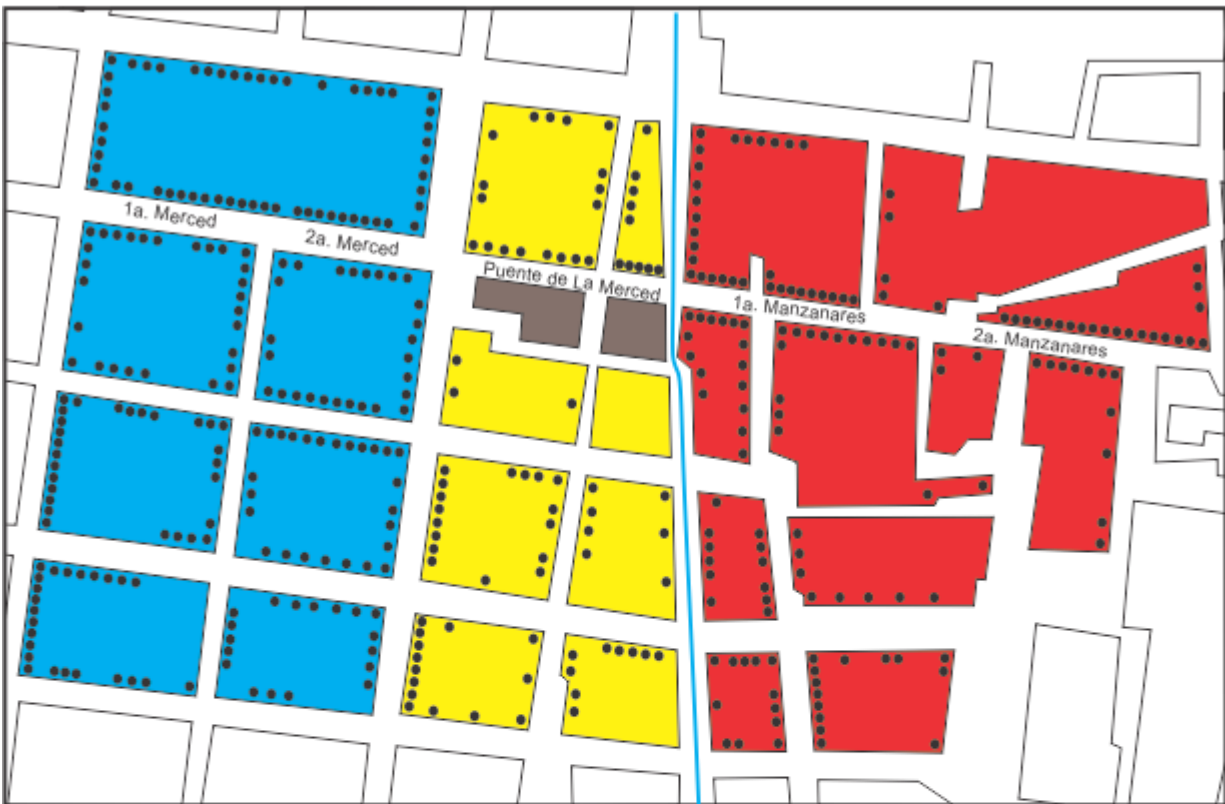 1a. Merced
2a. Merced
Puente de La Merced
1a. Manzanares
2a. Manzanares